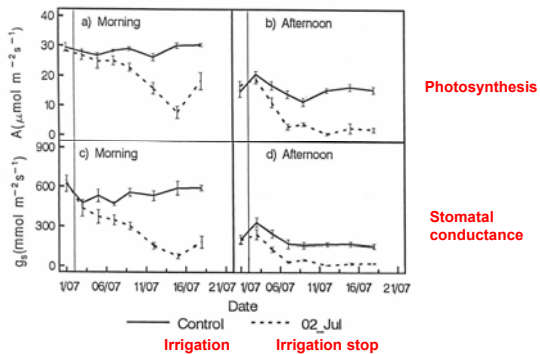 40
30
20
10
0
A(μmol m⁻²s⁻¹)
a) Morning
b) Afternoon
Photosynthesis
900
600
300
0
gs(mmol m⁻²s⁻¹)
c) Morning
d) Afternoon
Stomatal
conductance
1/07 06/07 11/07 16/07 21/07 1/07 06/07 11/07 16/07 21/07
Date
Control 02_Jul
Irrigation Irrigation stop